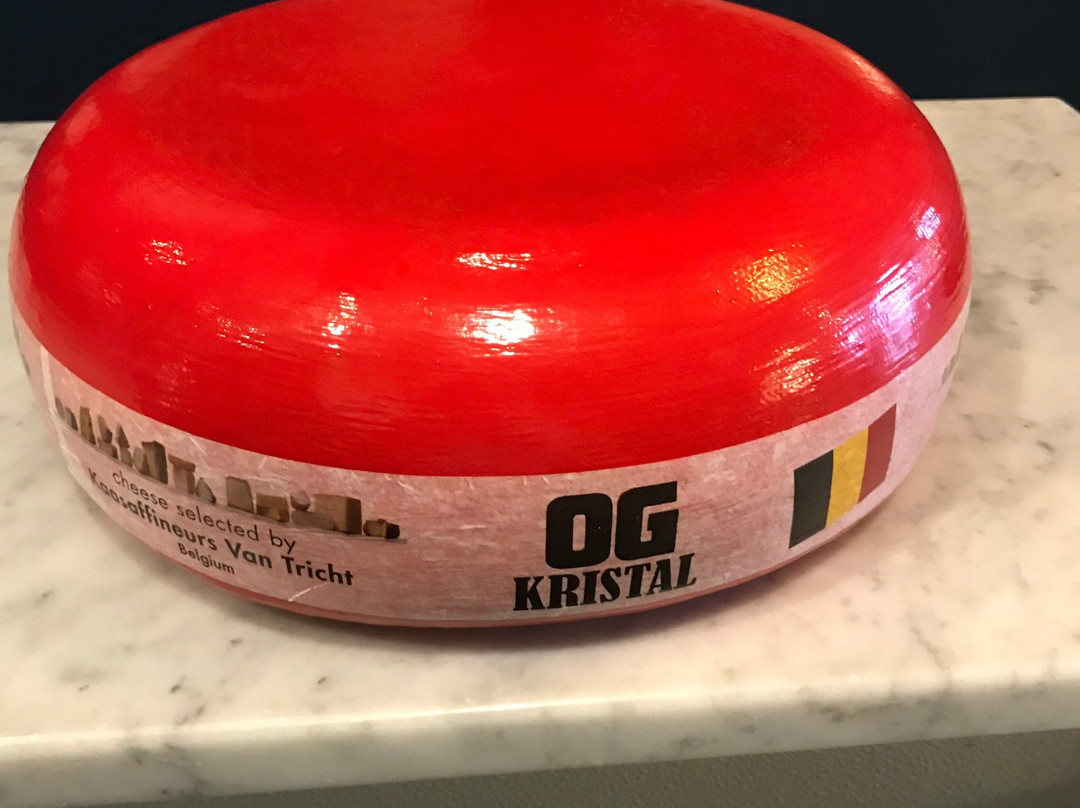 cheese selected by
Kaasaffineurs Van Tricht
Belgium
OG
KRISTAL